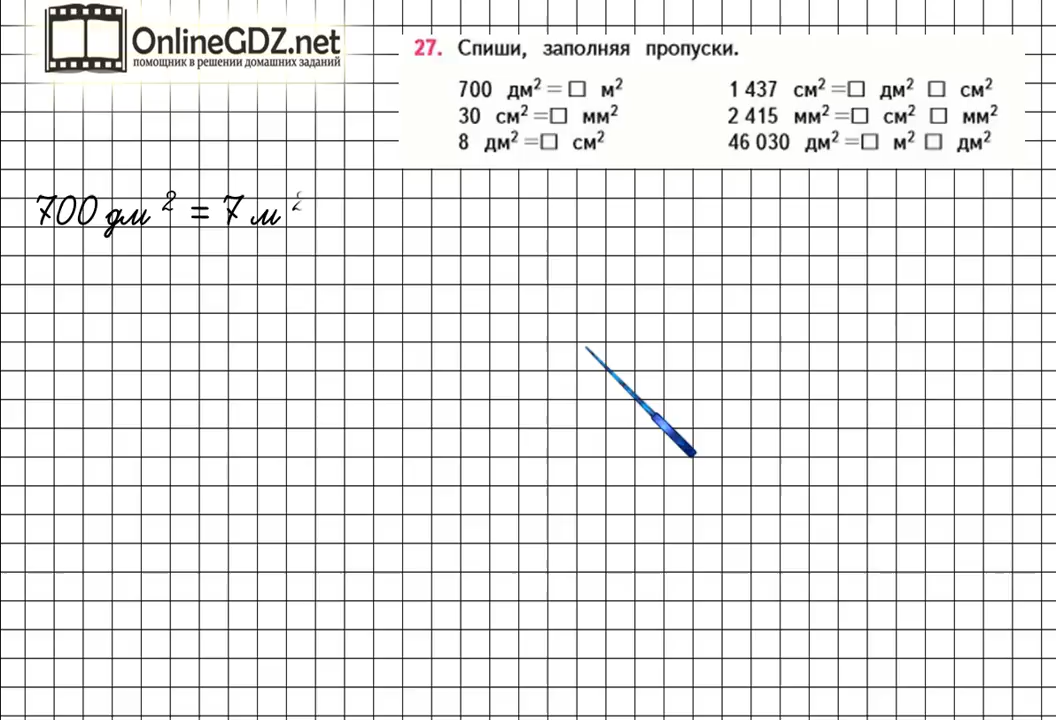 OnlineGDZ.net
помощник в решении домашних заданий
27. Спиши, заполняя пропуски.
700 дм² = □ м²
30 см² = □ мм²
8 дм² = □ см²
1 437 см² = □ дм² □ см²
2 415 мм² = □ см² □ мм²
46 030 дм² = □ м² □ дм²
700 дм² = 7 м²